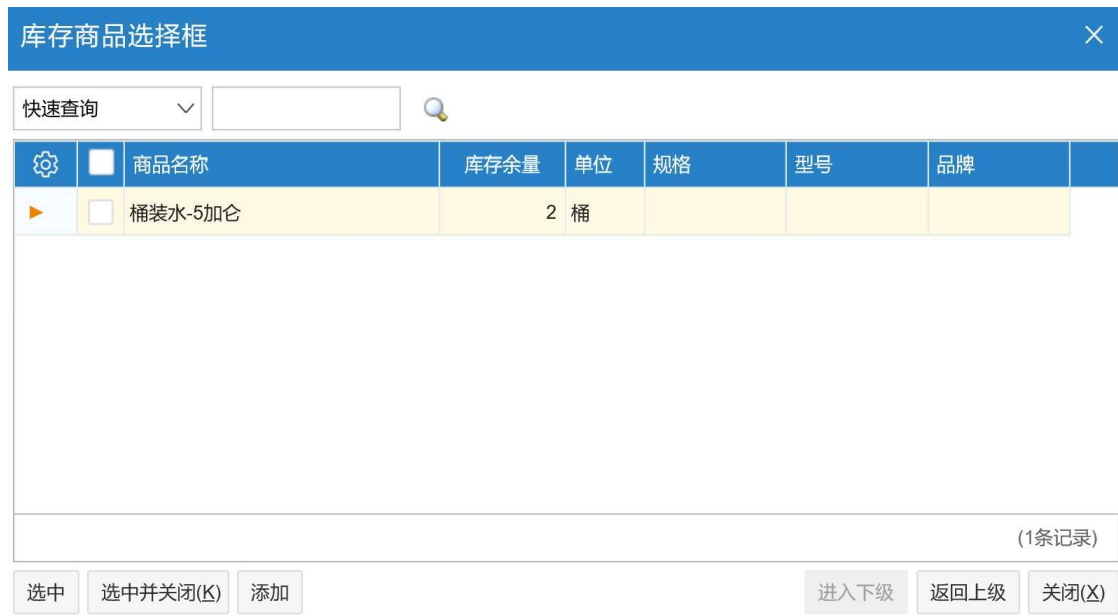 库存商品选择框
快速查询
商品名称 库存余量 单位 规格 型号 品牌
桶装水-5加仑 2 桶
(1条记录)
选中 选中并关闭(K) 添加 进入下级 返回上级 关闭(X)